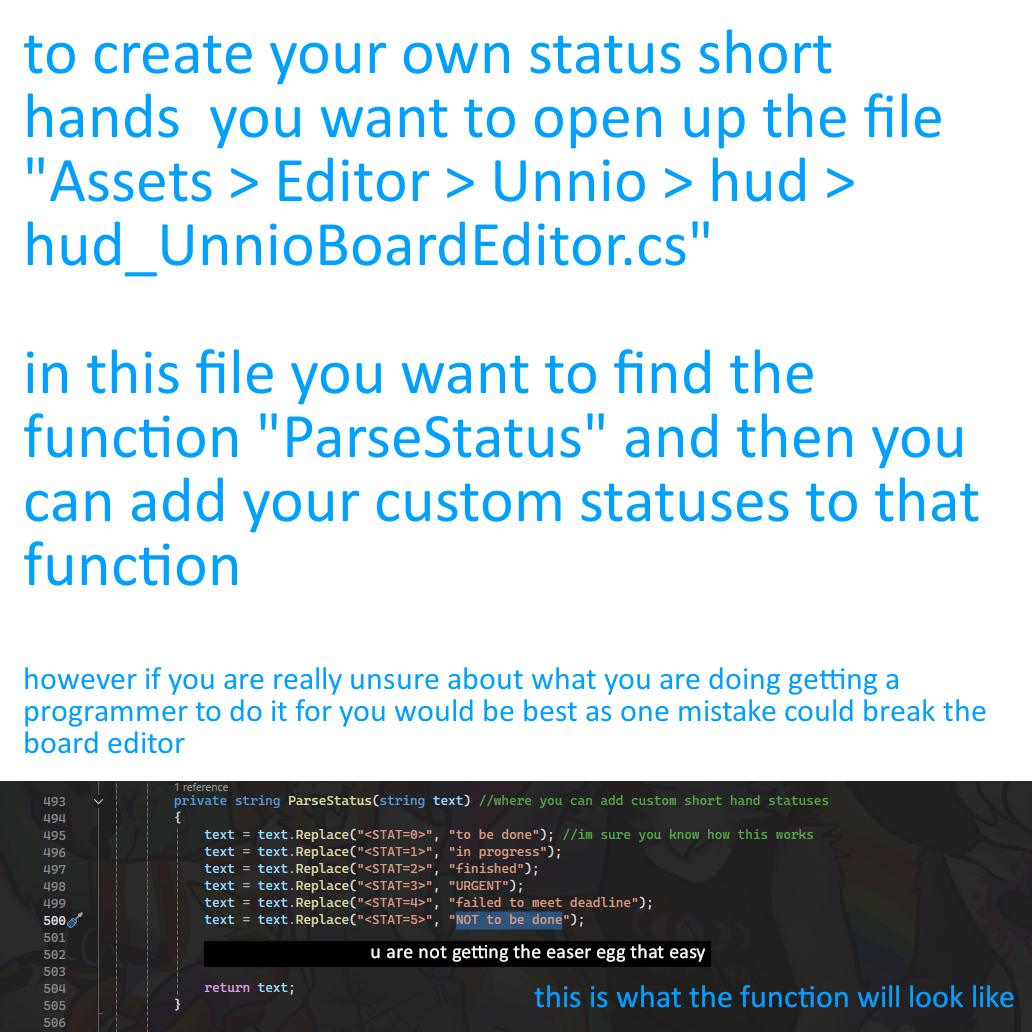 to create your own status short
hands  you want to open up the file
"Assets > Editor > Unnio > hud >
hud_UnnioBoardEditor.cs"
in this file you want to find the
function "ParseStatus" and then you
can add your custom statuses to that
function
however if you are really unsure about what you are doing getting a
programmer to do it for you would be best as one mistake could break the
board editor
1 reference
493 private string ParseStatus(string text) //where you can add custom short hand statuses
494 {
495 text = text.Replace("<STAT=0>", "to be done"); //im sure you know how this works
496 text = text.Replace("<STAT=1>", "in progress");
497 text = text.Replace("<STAT=2>", "finished");
498 text = text.Replace("<STAT=3>", "URGENT");
499 text = text.Replace("<STAT=4>", "failed to meet deadline");
500 text = text.Replace("<STAT=5>", "NOT to be done");
501
502 u are not getting the easer egg that easy
503
504 return text;
505 }
506
this is what the function will look like